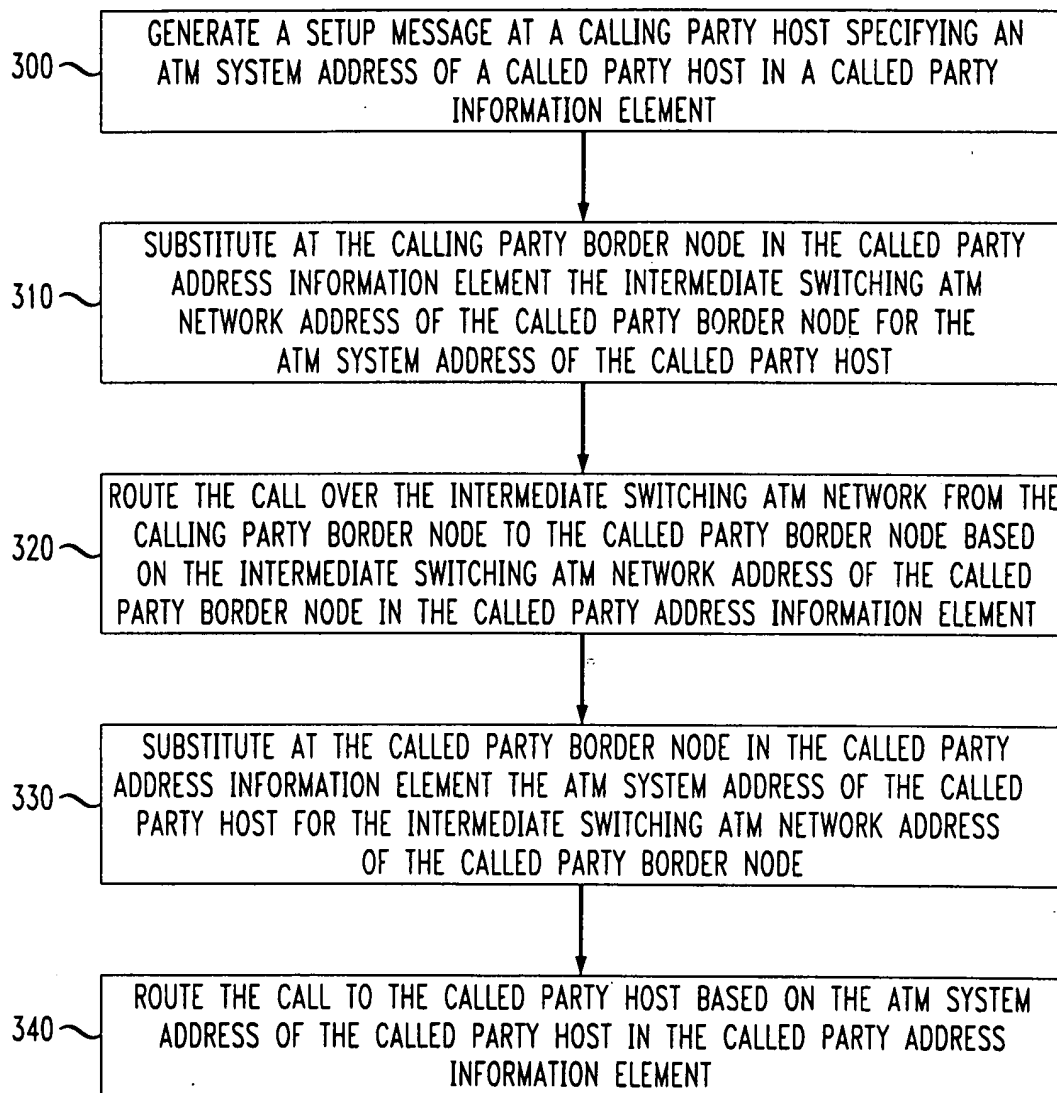 GENERATE A SETUP MESSAGE AT A CALLING PARTY HOST SPECIFYING AN
300
ATM SYSTEM ADDRESS OF A CALLED PARTY HOST IN A CALLED PARTY
INFORMATION ELEMENT
SUBSTITUTE AT THE CALLING PARTY BORDER NODE IN THE CALLED PARTY
310
ADDRESS INFORMATION ELEMENT THE INTERMEDIATE SWITCHING ATM
NETWORK ADDRESS OF THE CALLED PARTY BORDER NODE FOR THE
ATM SYSTEM ADDRESS OF THE CALLED PARTY HOST
ROUTE THE CALL OVER THE INTERMEDIATE SWITCHING ATM NETWORK FROM THE
320
CALLING PARTY BORDER NODE TO THE CALLED PARTY BORDER NODE BASED
ON THE INTERMEDIATE SWITCHING ATM NETWORK ADDRESS OF THE CALLED
PARTY BORDER NODE IN THE CALLED PARTY ADDRESS INFORMATION ELEMENT
SUBSTITUTE AT THE CALLED PARTY BORDER NODE IN THE CALLED PARTY
330
ADDRESS INFORMATION ELEMENT THE ATM SYSTEM ADDRESS OF THE CALLED
PARTY HOST FOR THE INTERMEDIATE SWITCHING ATM NETWORK ADDRESS
OF THE CALLED PARTY BORDER NODE
ROUTE THE CALL TO THE CALLED PARTY HOST BASED ON THE ATM SYSTEM
340
ADDRESS OF THE CALLED PARTY HOST IN THE CALLED PARTY ADDRESS
INFORMATION ELEMENT